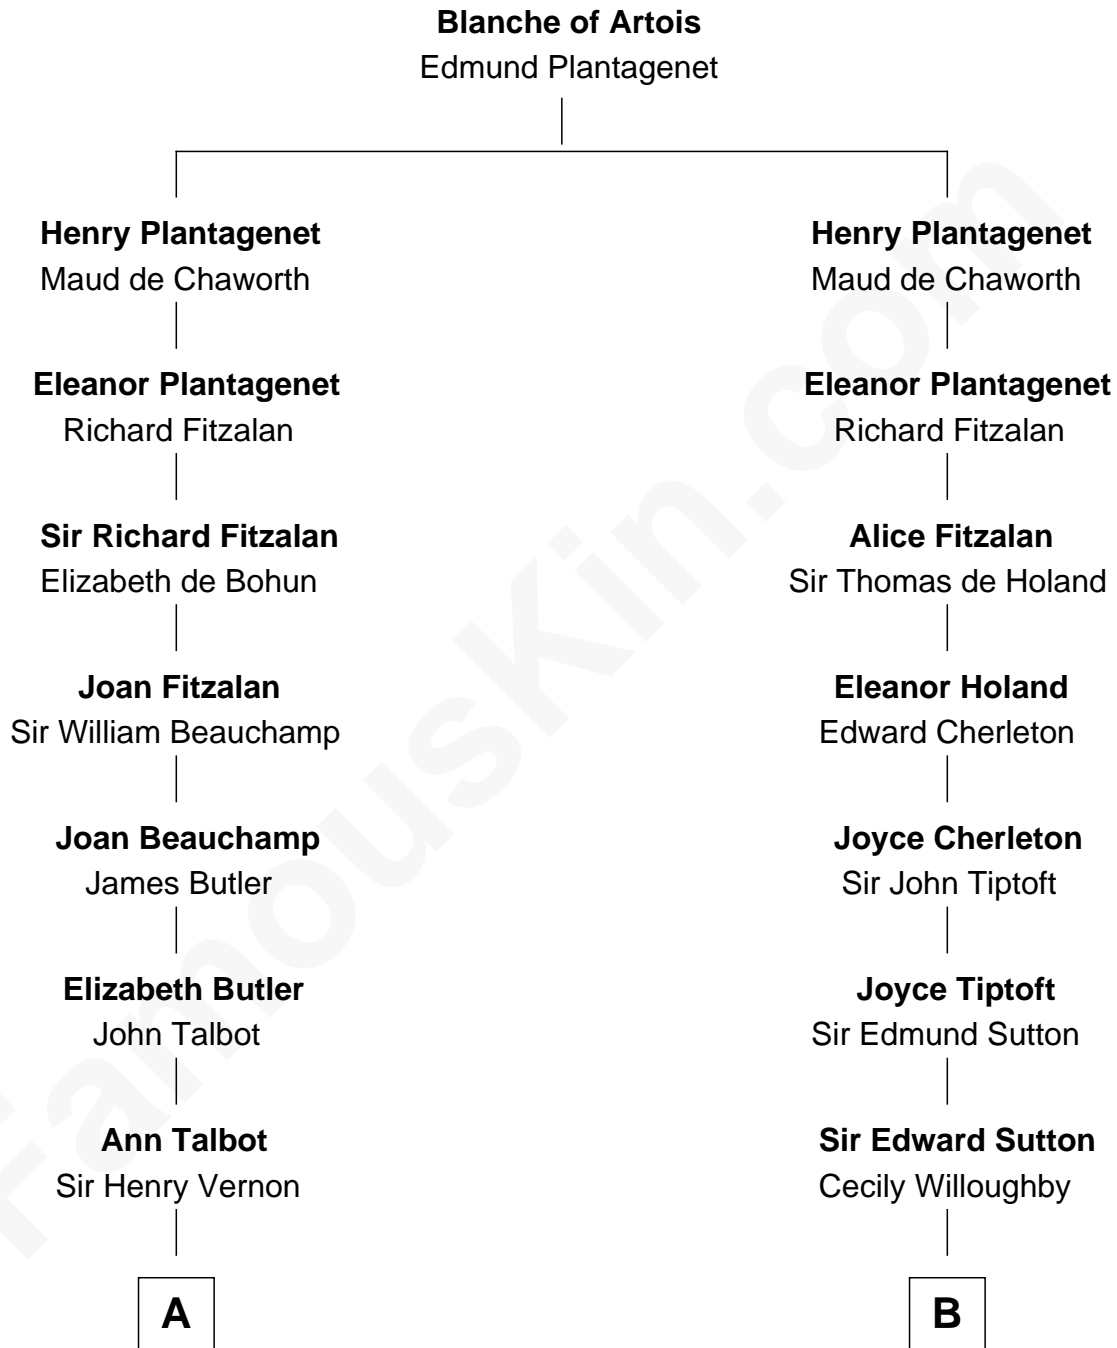 Blanche of Artois
Edmund Plantagenet
Henry Plantagenet
Maud de Chaworth
Eleanor Plantagenet
Richard Fitzalan
Sir Richard Fitzalan
Elizabeth de Bohun
Joan Fitzalan
Sir William Beauchamp
Joan Beauchamp
James Butler
Elizabeth Butler
John Talbot
Ann Talbot
Sir Henry Vernon
A
Henry Plantagenet
Maud de Chaworth
Eleanor Plantagenet
Richard Fitzalan
Alice Fitzalan
Sir Thomas de Holand
Eleanor Holand
Edward Cherleton
Joyce Cherleton
Sir John Tiptoft
Joyce Tiptoft
Sir Edmund Sutton
Sir Edward Sutton
Cecily Willoughby
B
FamousKin.com